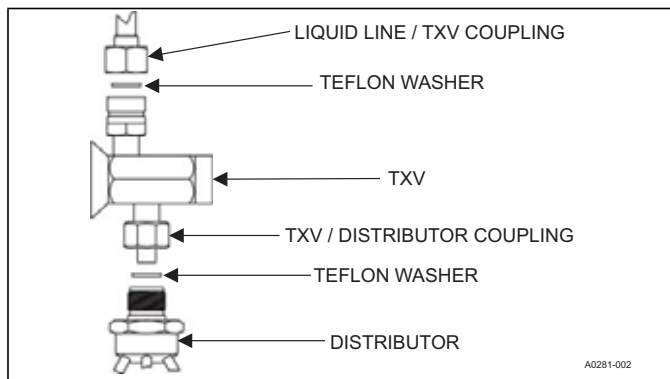 LIQUID LINE / TXV COUPLING
TEFLON WASHER
TXV
TXV / DISTRIBUTOR COUPLING
TEFLON WASHER
DISTRIBUTOR
A0281-002